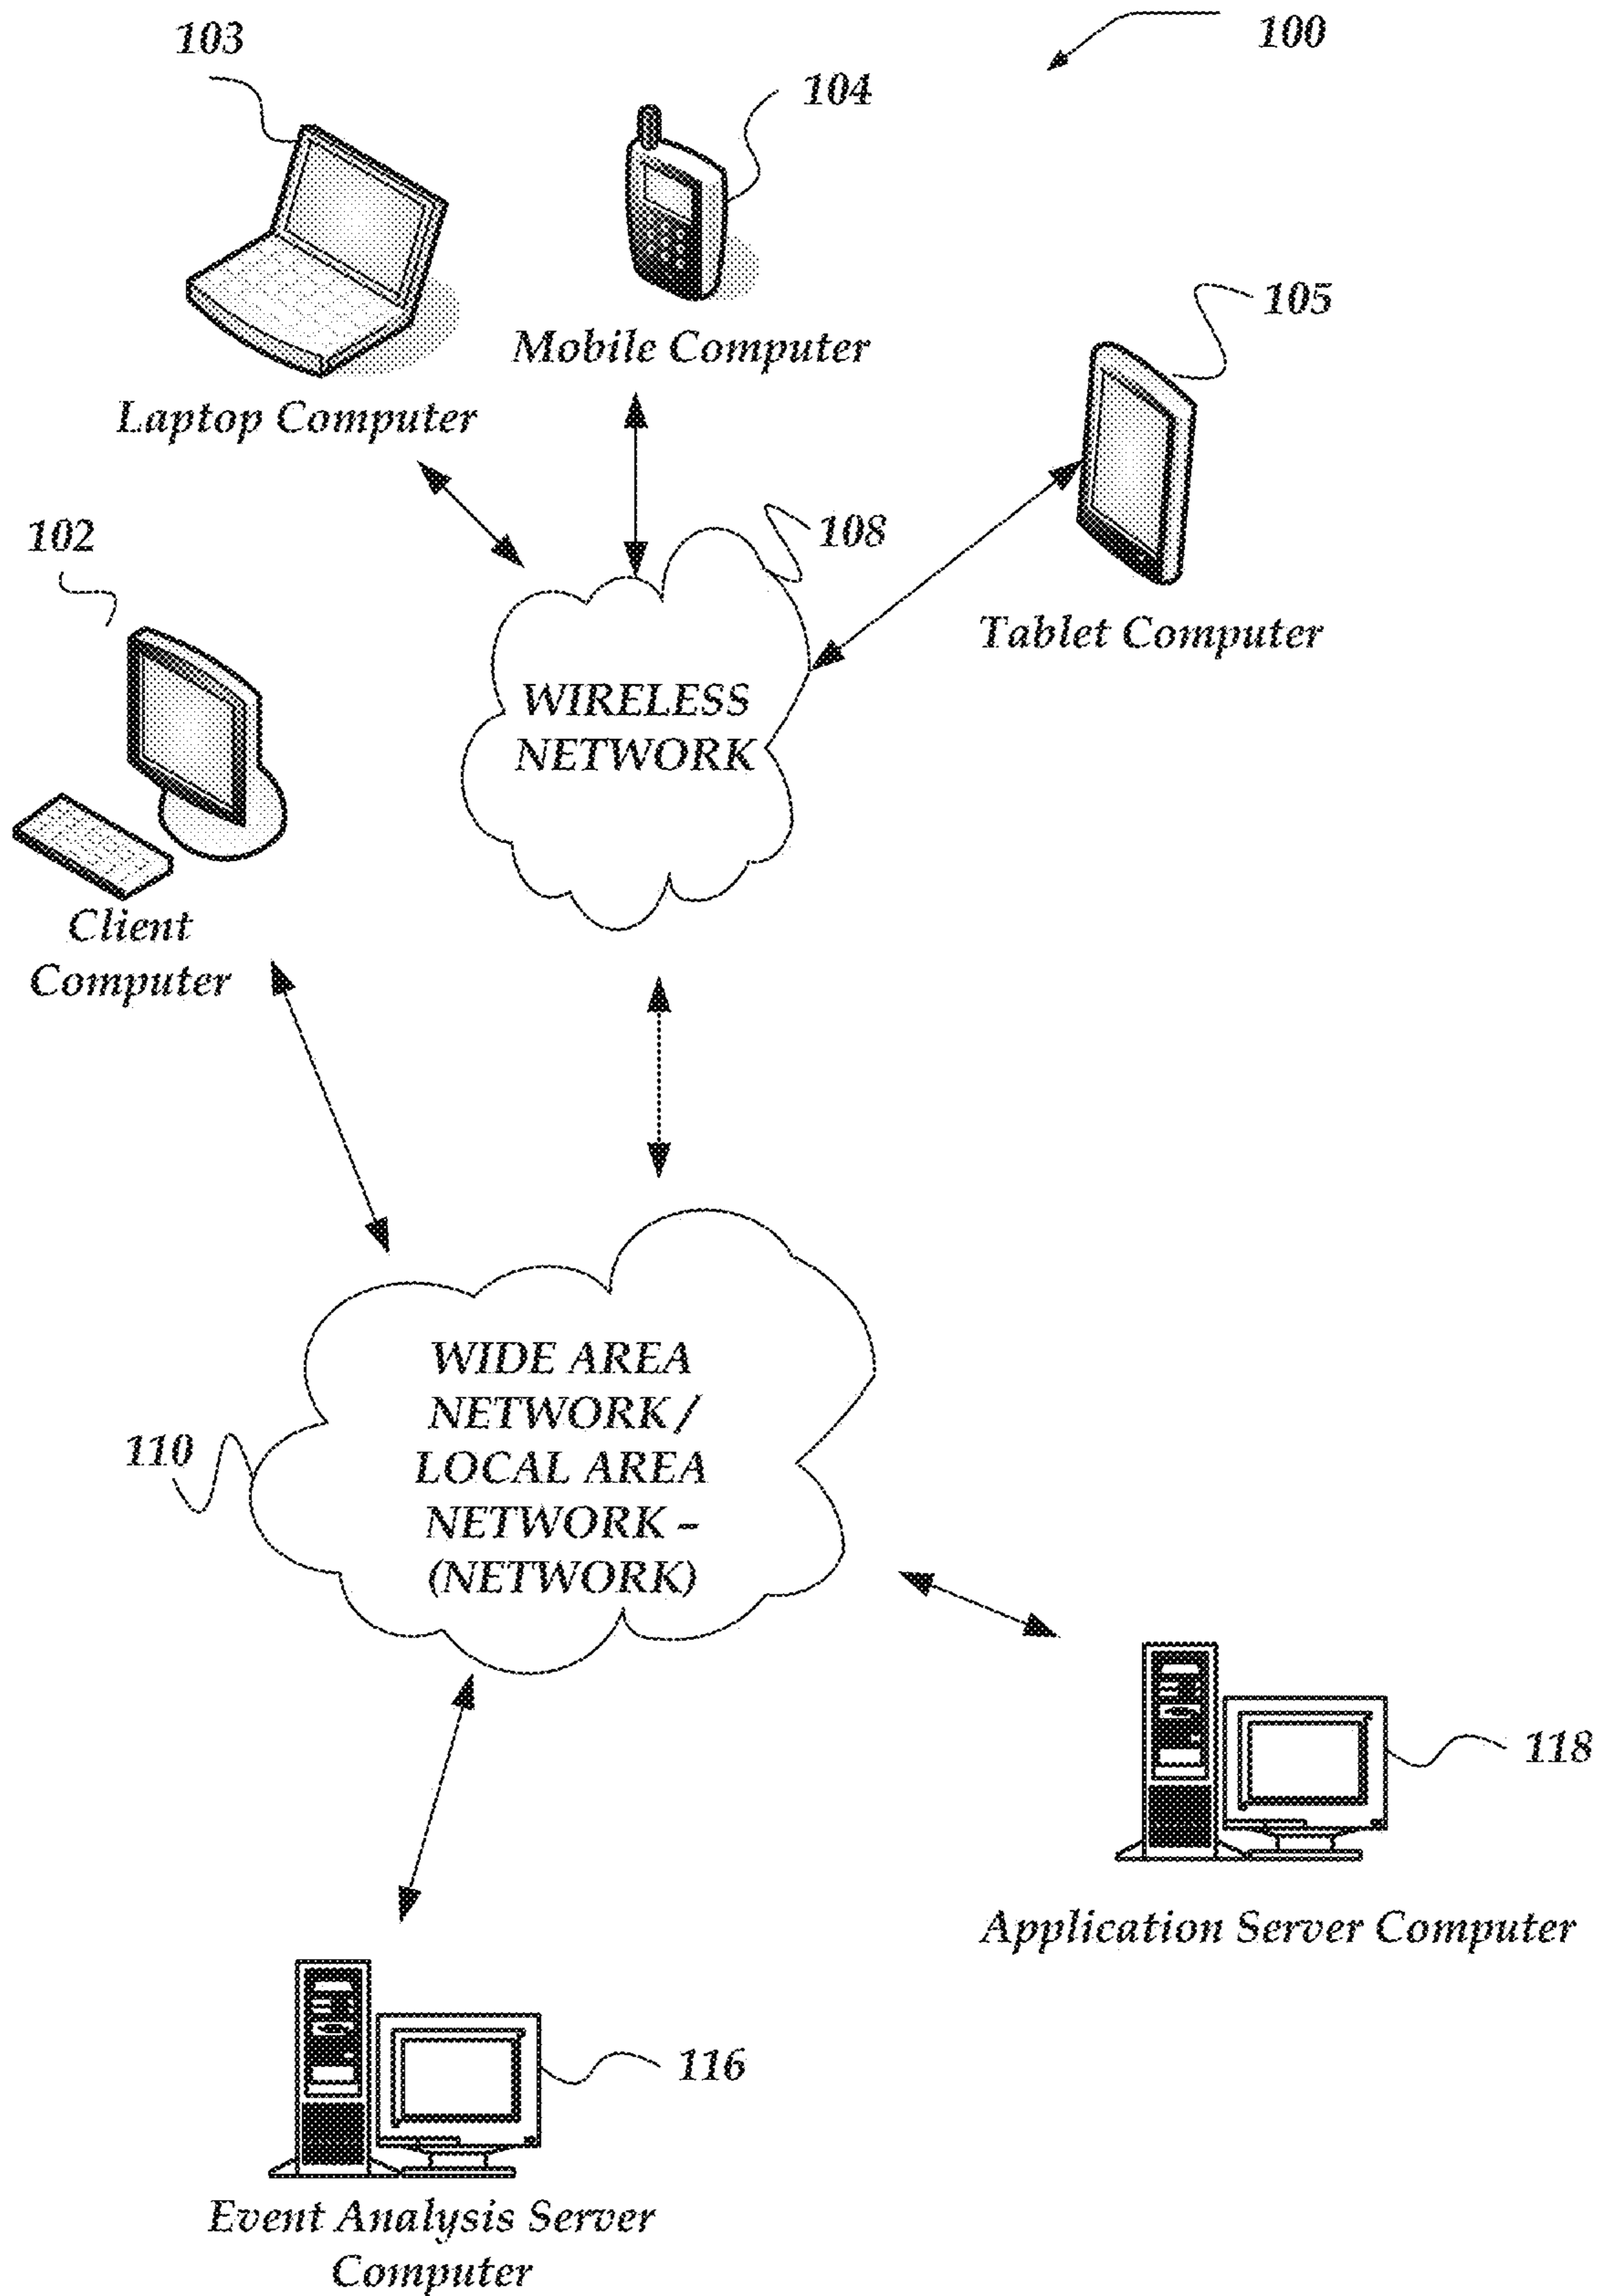 103
100
104
Mobile Computer
105
Laptop Computer
102
108
Tablet Computer
WIRELESS
NETWORK
Client
Computer
WIDE AREA
NETWORK /
LOCAL AREA
NETWORK –
(NETWORK)
110
118
Application Server Computer
116
Event Analysis Server
Computer